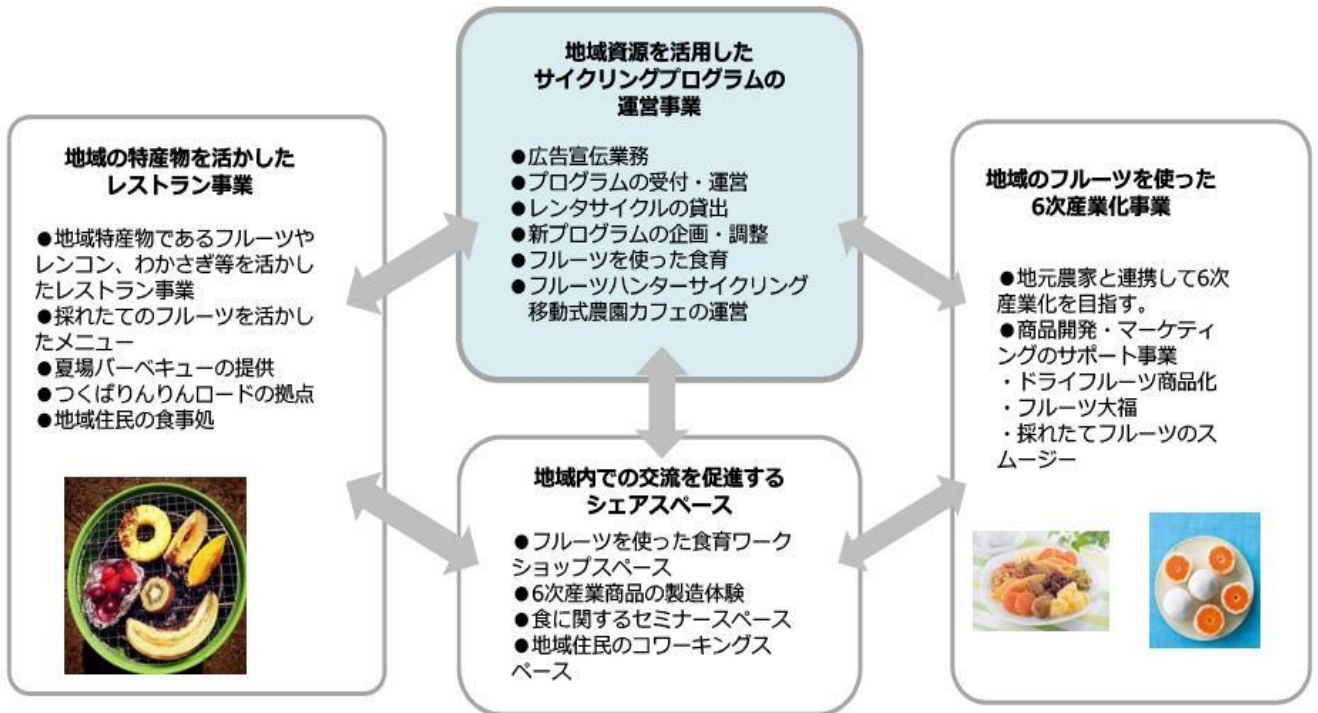 地域資源を活用した
サイクリングプログラムの
運営事業
●広告宣伝業務
●プログラムの受付・運営
●レンタサイクルの貸出
●新プログラムの企画・調整
●フルーツを使った食育
●フルーツハンターサイクリング
移動式農園カフェの運営
地域の特産物を活かした
レストラン事業
●地域特産物であるフルーツや
レンコン、わかさぎ等を活かし
たレストラン事業
●採れたてのフルーツを活かし
たメニュー
●夏場バーベキューの提供
●つくばりんりんロードの拠点
●地域住民の食事処
地域のフルーツを使った
6次産業化事業
●地元農家と連携して6次
産業化を目指す。
●商品開発・マーケティ
ングのサポート事業
・ドライフルーツ商品化
・フルーツ大福
・採れたてフルーツのス
ムージー
地域内での交流を促進する
シェアスペース
●フルーツを使った食育ワーク
ショップスペース
●6次産業商品の製造体験
●食に関するセミナースペース
●地域住民のコワーキングス
ペース